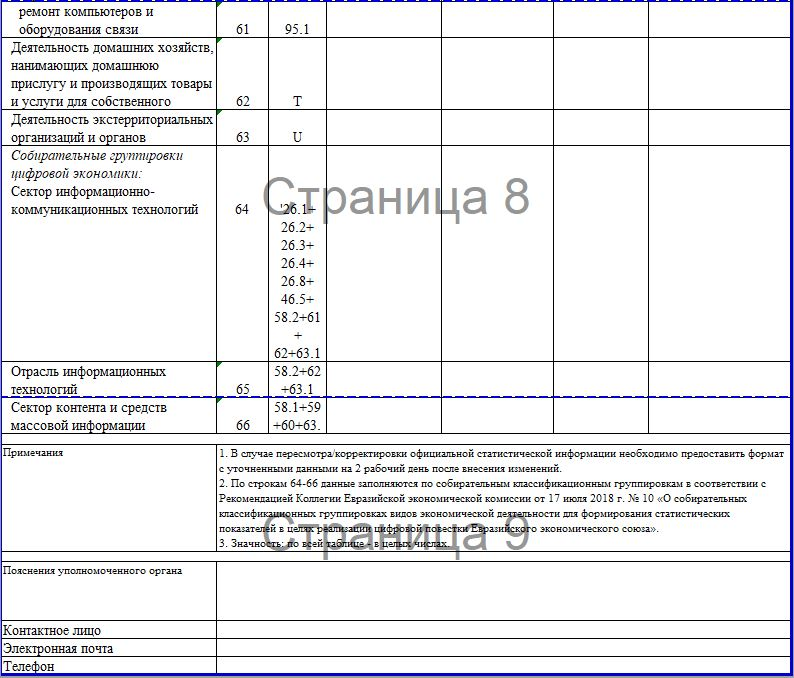 ремонт компьютеров и
оборудования связи 61 95.1
Деятельность домашних хозяйств,
нанимающих домашнюю
прислугу и производящих товары
и услуги для собственного 62 T
Деятельность экстерриториальных
организаций и органов 63 U
Собирательные группировки
цифровой экономики:
Сектор информационно-
коммуникационных технологий 64 '26.1+
26.2+
26.3+
26.4+
26.8+
46.5+
58.2+61
+
62+63.1
Страница 8
Отрасль информационных 58.2+62
технологий 65 +63.1
Сектор контента и средств 58.1+59
массовой информации 66 +60+63.
Примечания 1. В случае пересмотра/корректировки официальной статистической информации необходимо предоставить формат
с уточненными данными на 2 рабочий день после внесения изменений.
2. По строкам 64-66 данные заполняются по собирательным классификационным группировкам в соответствии с
Рекомендацией Коллегии Евразийской экономической комиссии от 17 июля 2018 г. № 10 «О собирательных
классификационных группировках видов экономической деятельности для формирования статистических
показателей в целях реализации цифровой повестки Евразийского экономического союза».
3. Значность: по всей таблице - в целых числах.
Страница 9
Пояснения уполномоченного органа
Контактное лицо
Электронная почта
Телефон